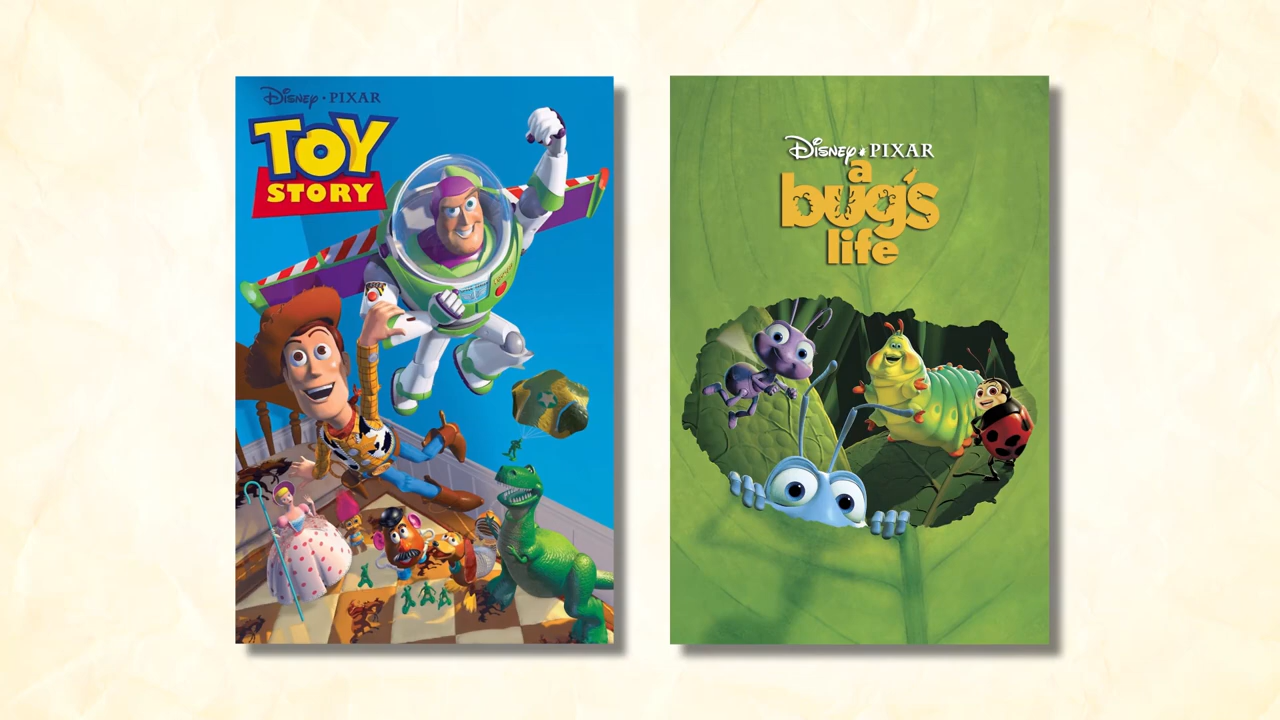 Disney · PIXAR
TOY
STORY
Disney PIXAR
a
bug's
life